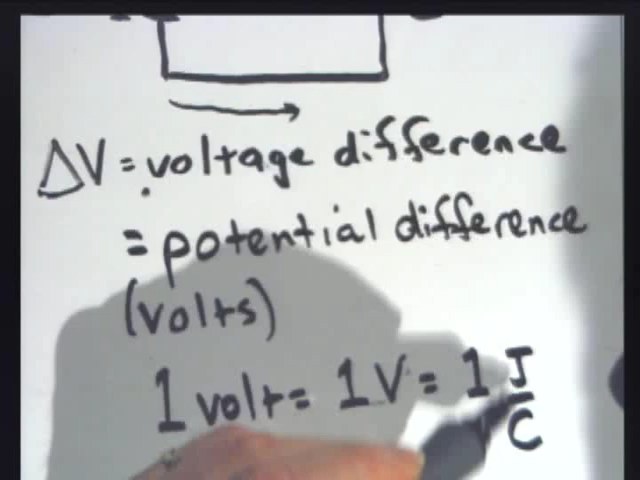 ΔV = voltage difference
= potential difference
(volts)
1 volt = 1 V = 1 J/C